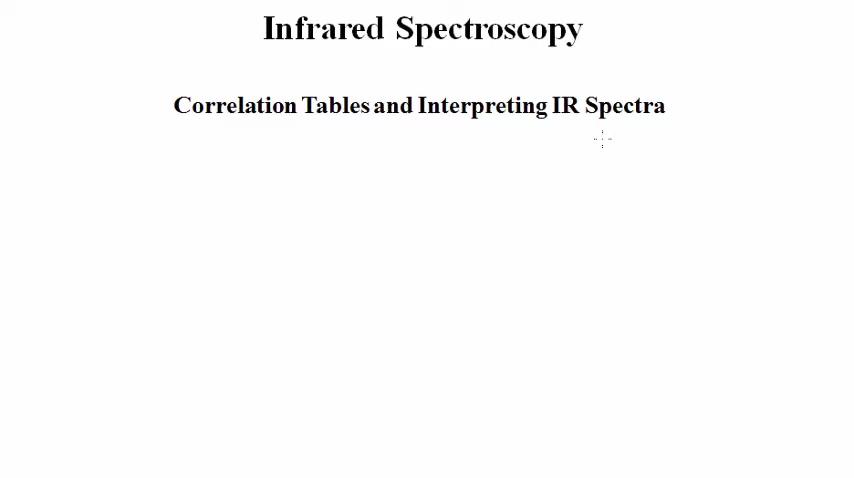 Infrared Spectroscopy
Correlation Tables and Interpreting IR Spectra